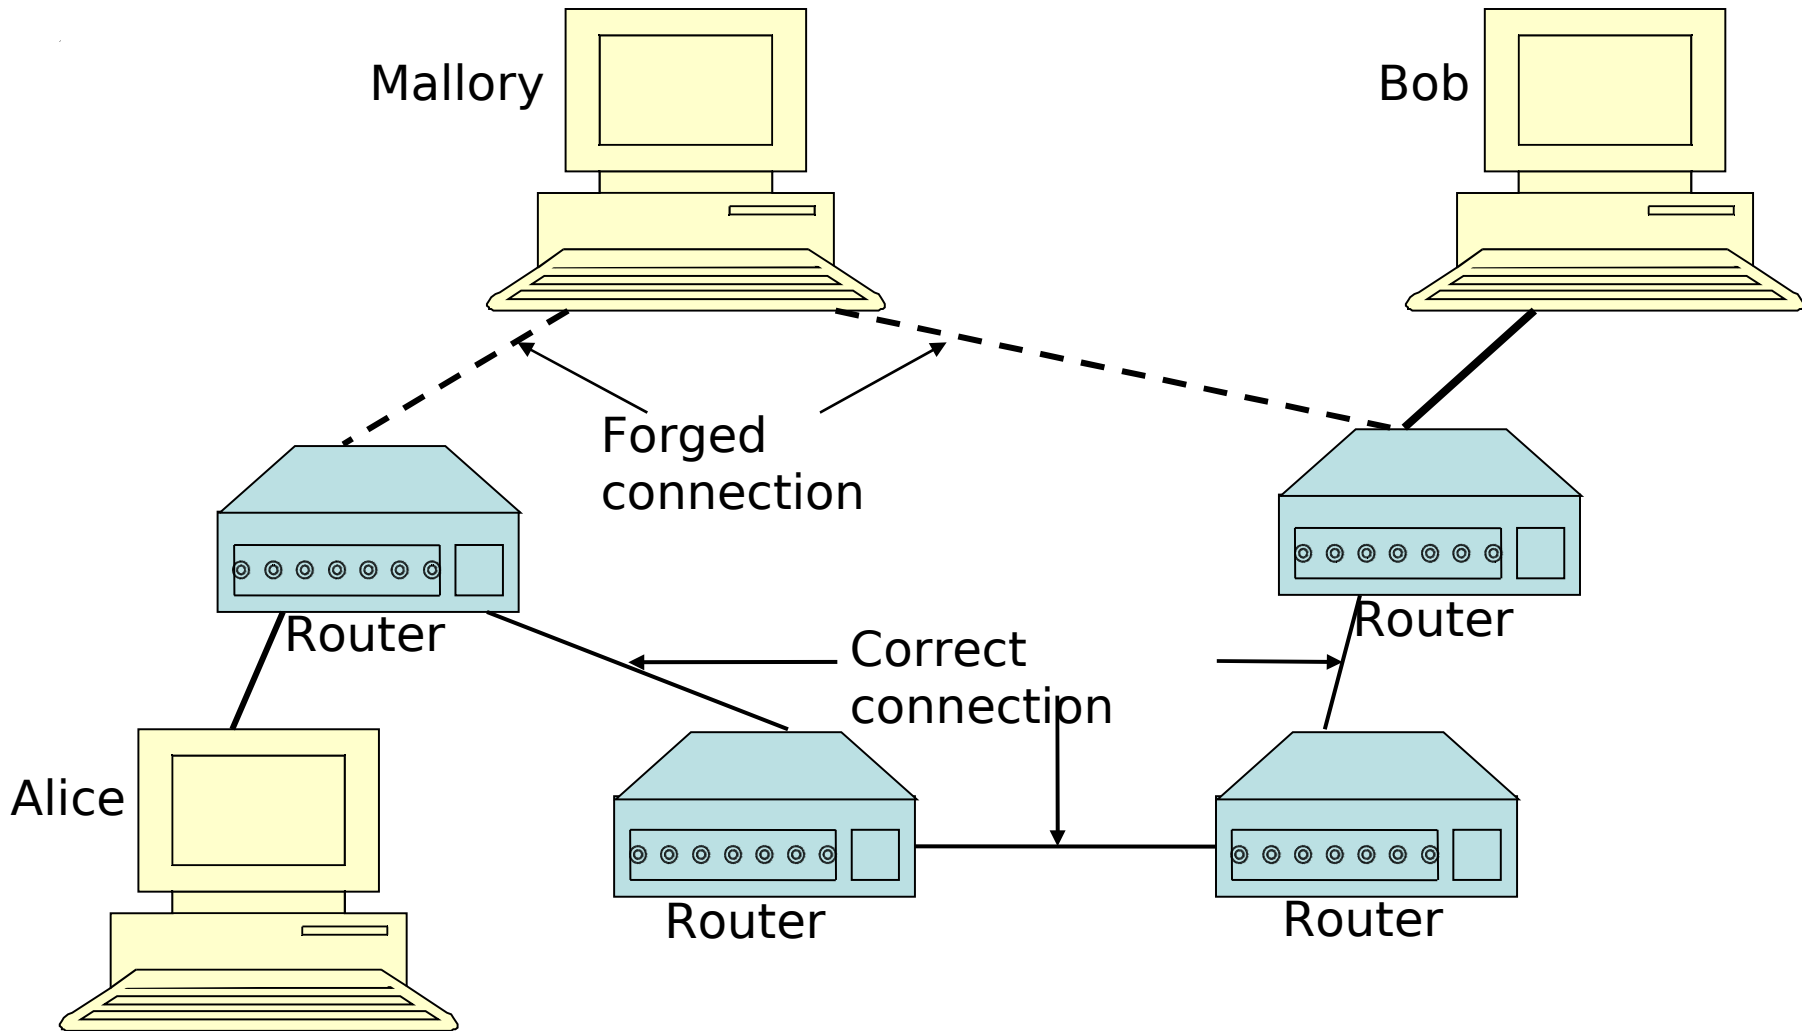 Mallory
Bob
Forged
connection
Router
Router
Correct
connection
Alice
Router
Router